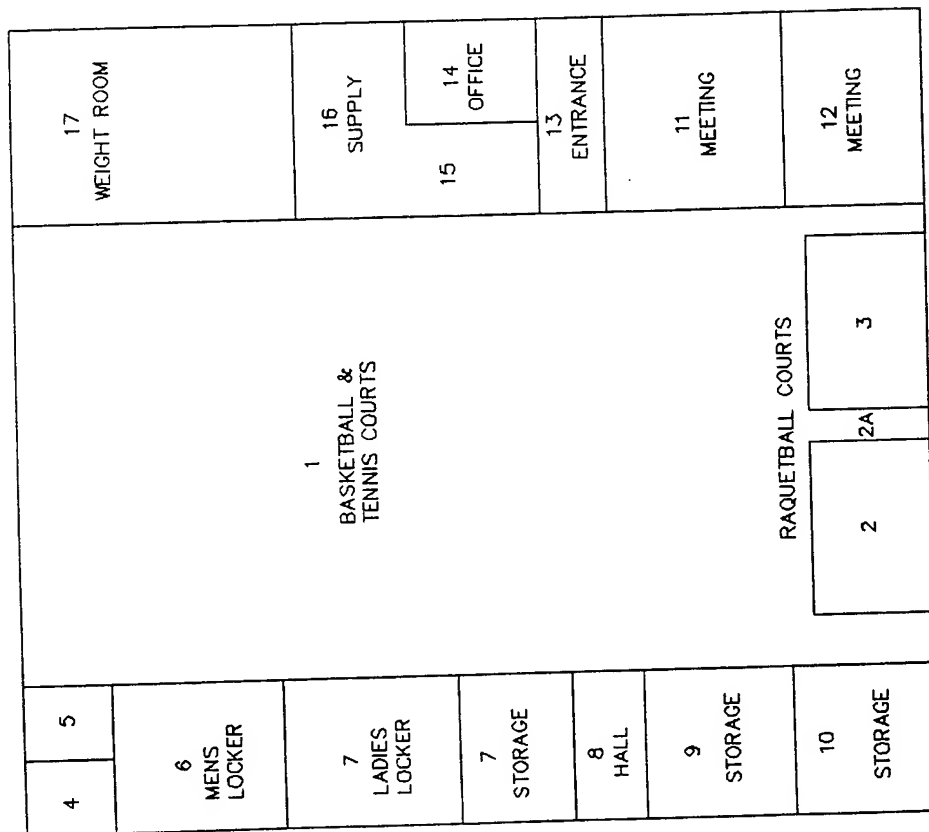 17
WEIGHT ROOM
16
SUPPLY
14
OFFICE
15
13
ENTRANCE
11
MEETING
12
MEETING
1
BASKETBALL &
TENNIS COURTS
RAQUETBALL COURTS
3
2A
2
5
4
6
MENS
LOCKER
7
LADIES
LOCKER
7
STORAGE
8
HALL
9
STORAGE
10
STORAGE